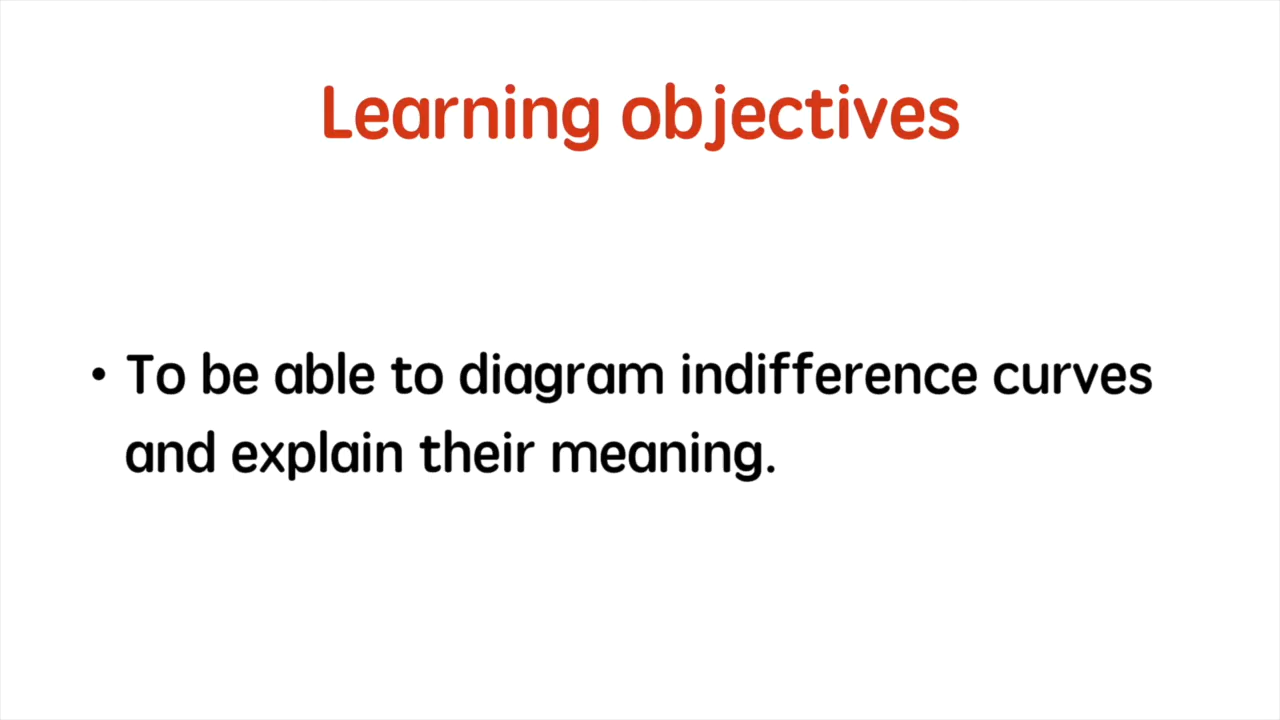 Learning objectives
• To be able to diagram indifference curves
and explain their meaning.